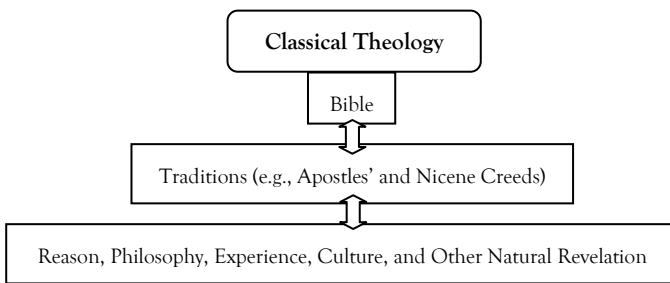 Classical Theology
Bible
Traditions (e.g., Apostles’ and Nicene Creeds)
Reason, Philosophy, Experience, Culture, and Other Natural Revelation